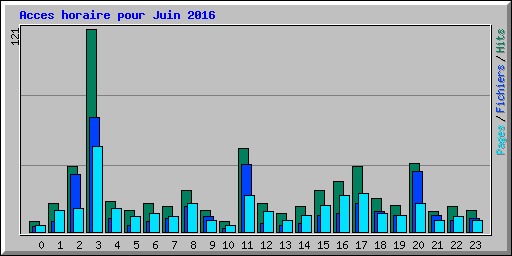 Acces horaire pour Juin 2016
121
Pages / Fichiers / Hits
0 1 2 3 4 5 6 7 8 9 10 11 12 13 14 15 16 17 18 19 20 21 22 23